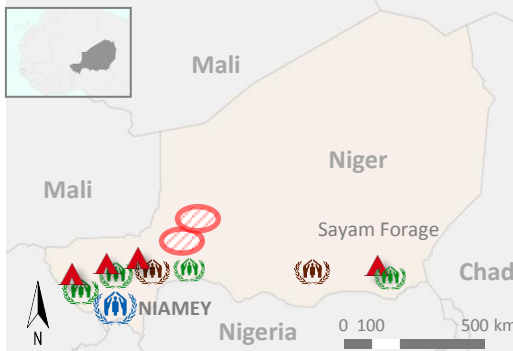 Mali
Niger
Mali
Sayam Forage
Chad
NIAMEY
N
Nigeria
0 100 500 km